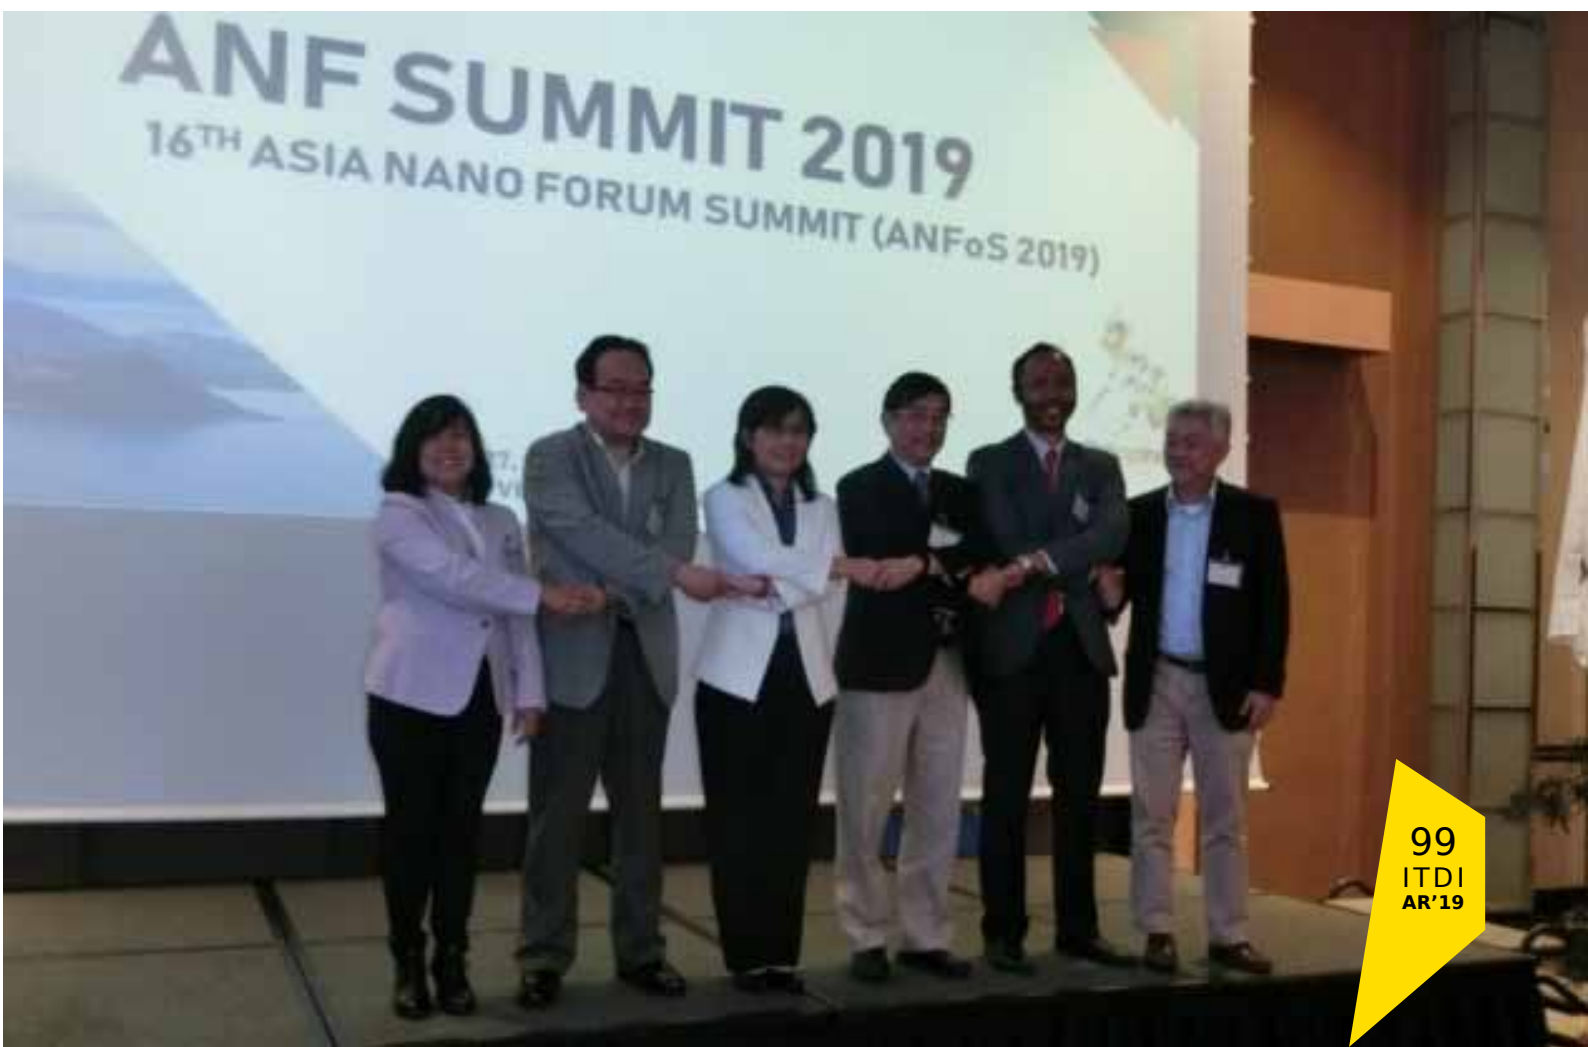 ANF SUMMIT 2019
16TH ASIA NANO FORUM SUMMIT (ANFoS 2019)
99
ITDI
AR’19